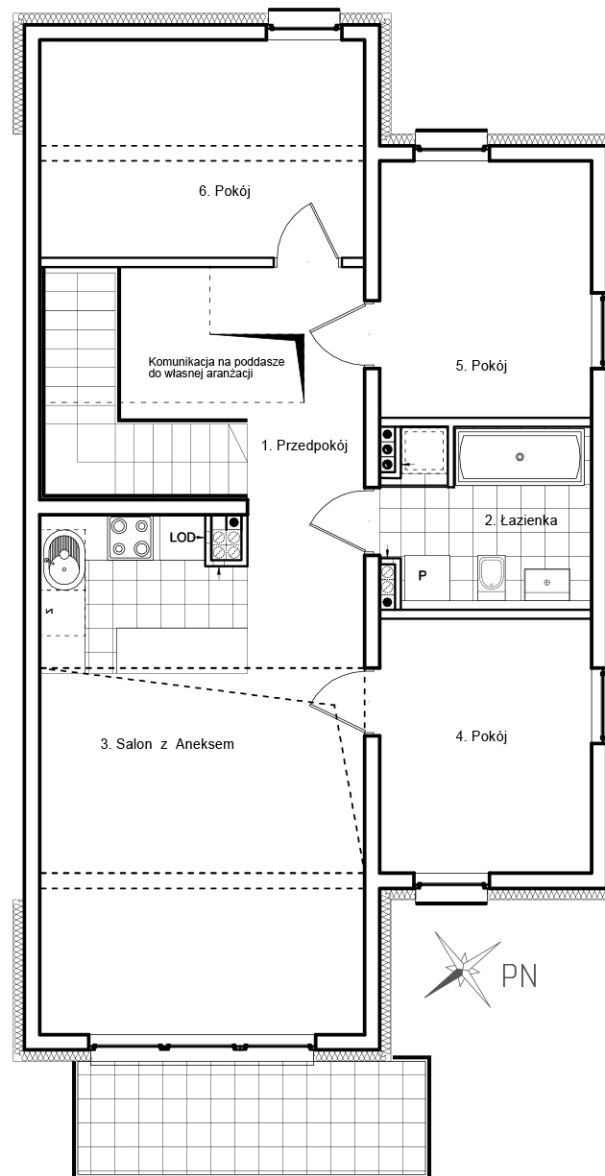 6. Pokój
Komunikacja na poddasze
do własnej aranżacji
5. Pokój
1. Przedpokój
2. Łazienka
LOD
P
N
3. Salon z Aneksem
4. Pokój
PN